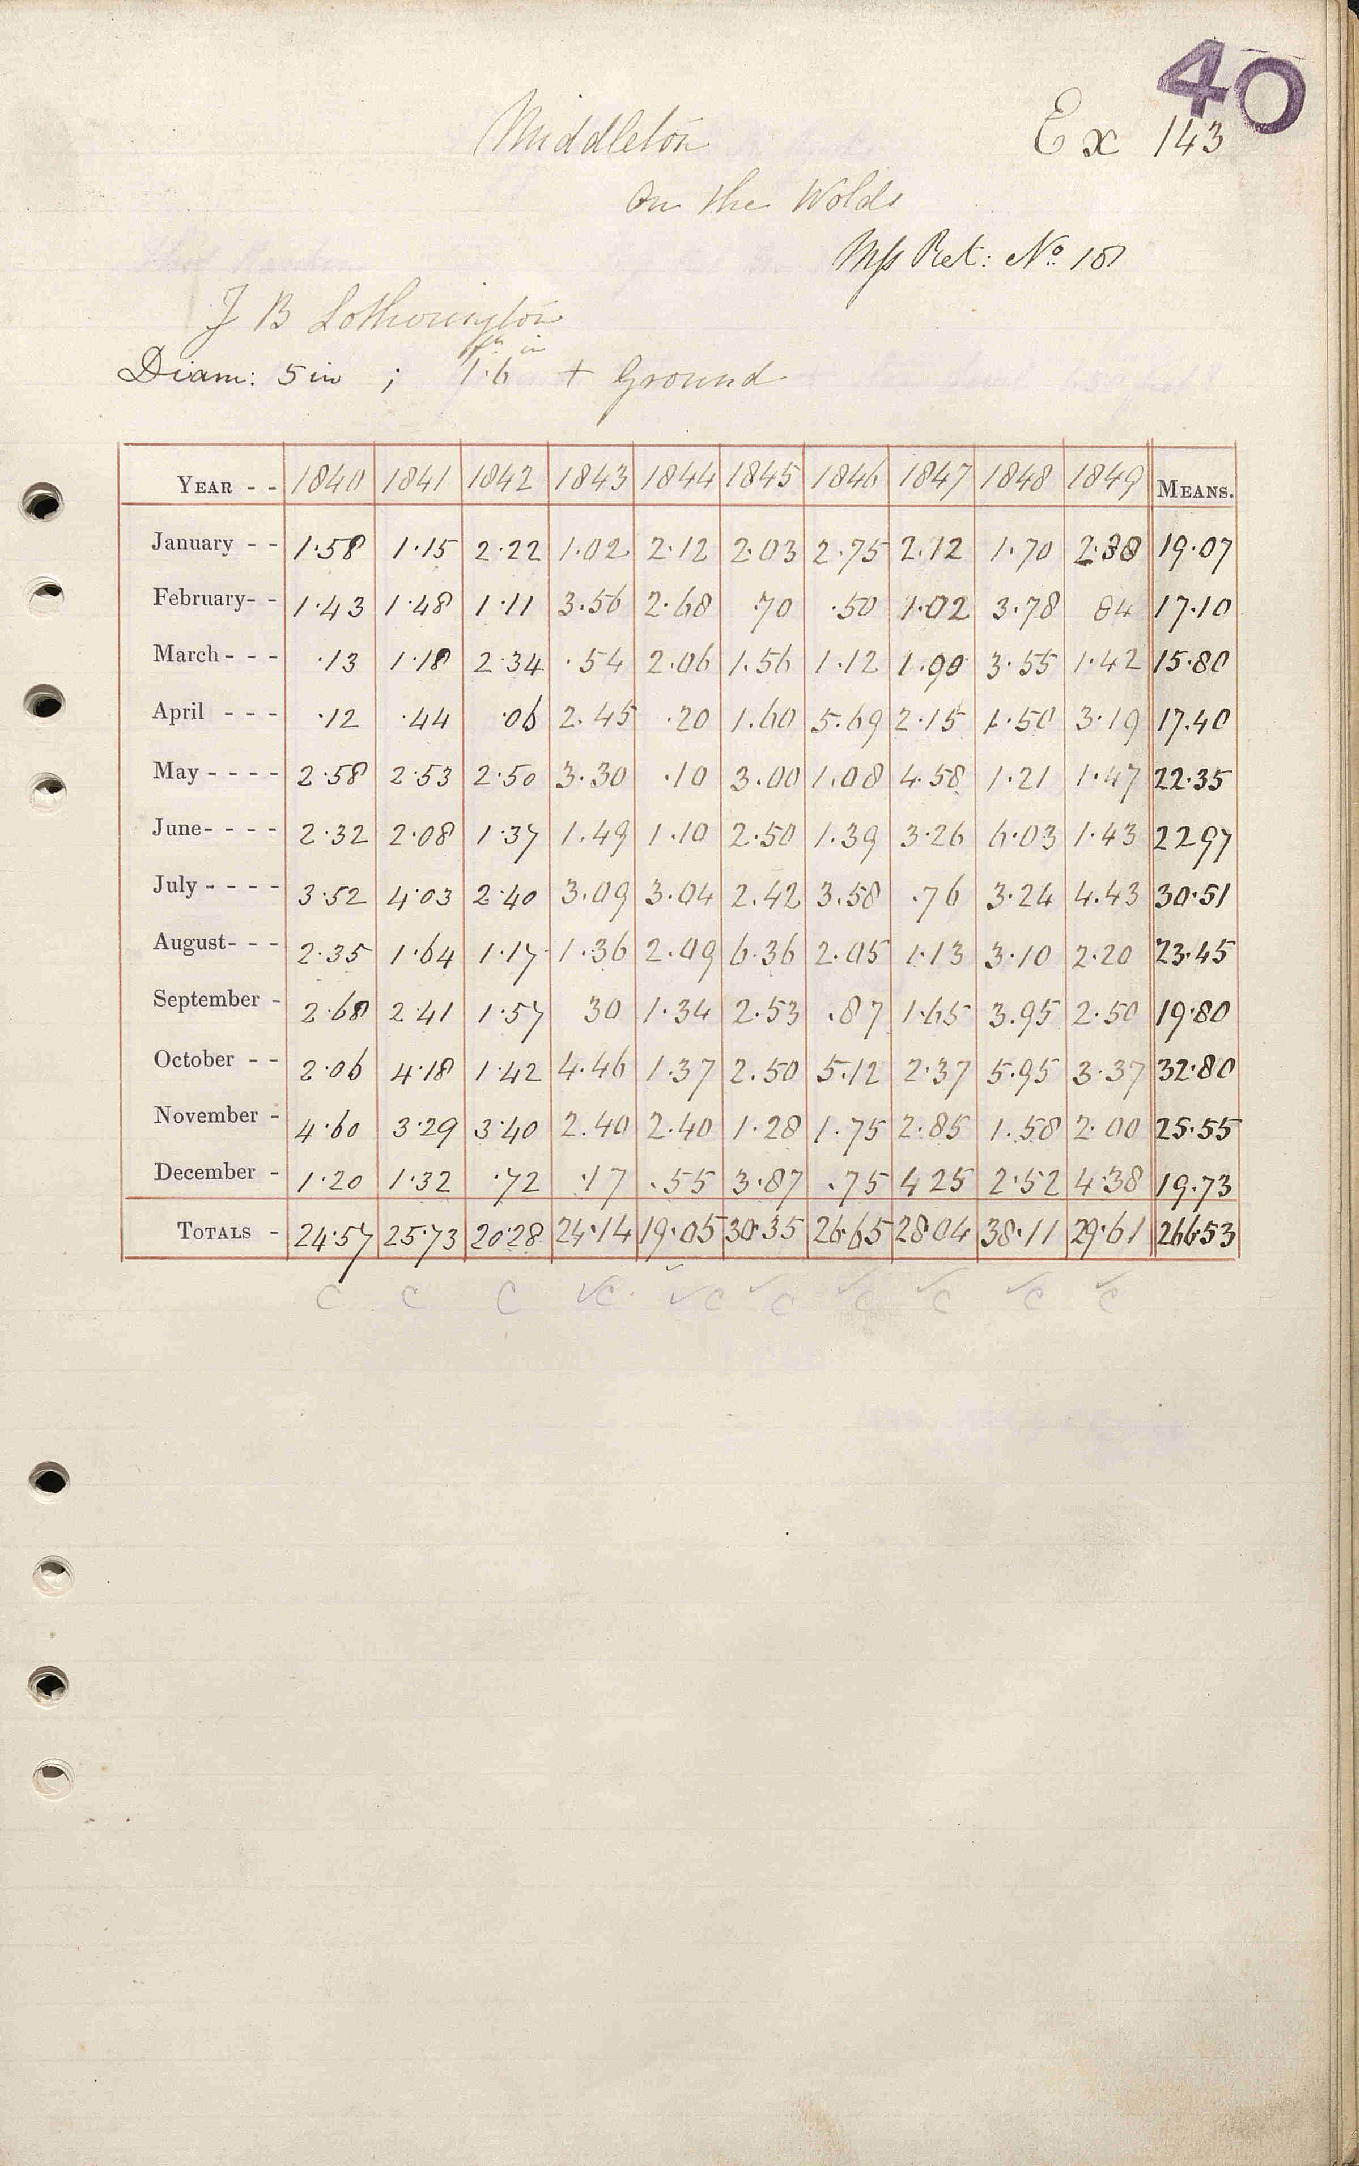 40
Middleton Ex 143
on the Wolds
Mss Ret: No 181
J B Lotherington
Diam: 5 in ; 1ft 6in + Ground
YEAR - - 1840 1841 1842 1843 1844 1845 1846 1847 1848 1849 MEANS.
January - - 1·58 1·15 2·22 1·02 2·12 2·03 2·75 2·12 1·70 2·38 19·07
February - - 1·43 1·48 1·11 3·56 2·68 ·70 ·50 1·02 3·78 84 17·10
March - - - ·13 1·18 2·34 ·54 2·06 1·56 1·12 1·90 3·55 1·42 15·80
April - - - ·12 ·44 ·06 2·45 ·20 1·60 5·69 2·15 1·50 3·19 17·40
May - - - - 2·58 2·53 2·50 3·30 ·10 3·00 1·08 4·58 1·21 1·47 22·35
June - - - - 2·32 2·08 1·37 1·49 1·10 2·50 1·39 3·26 6·03 1·43 22 97
July - - - - 3·52 4·03 2·40 3·09 3·04 2·42 3·58 ·76 3·24 4·43 30·51
August - - - 2·35 1·64 1·17 1·36 2·09 6·36 2·05 1·13 3·10 2·20 23·45
September - 2·68 2·41 1·57 30 1·34 2·53 ·87 1·65 3·95 2·50 19·80
October - - 2·06 4·18 1·42 4·46 1·37 2·50 5·12 2·37 5·95 3·37 32·80
November - 4·60 3·29 3·40 2·40 2·40 1·28 1·75 2·85 1·58 2·00 25·55
December - 1·20 1·32 ·72 ·17 ·55 3·87 ·75 4 25 2·52 4·38 19·73
TOTALS - 24·57 25·73 20·28 24·14 19·05 30·35 26·65 28 04 38·11 29·61 266·53
C C C ✓C ✓C ✓C ✓C ✓C ✓C ✓C